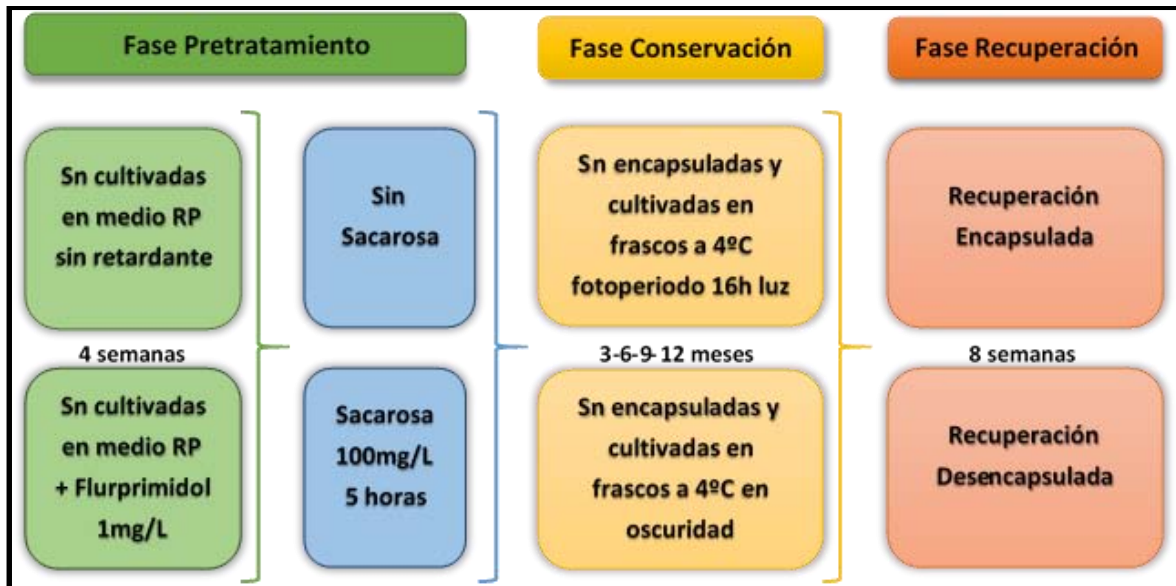 Fase Pretratamiento
Fase Conservación
Fase Recuperación
Sn cultivadas
en medio RP
sin retardante
4 semanas
Sn cultivadas
en medio RP
+ Flurprimidol
1mg/L
Sin
Sacarosa
Sacarosa
100mg/L
5 horas
Sn encapsuladas y
cultivadas en
frascos a 4ºC
fotoperiodo 16h luz
3-6-9-12 meses
Sn encapsuladas y
cultivadas en
frascos a 4ºC en
oscuridad
Recuperación
Encapsulada
8 semanas
Recuperación
Desencapsulada